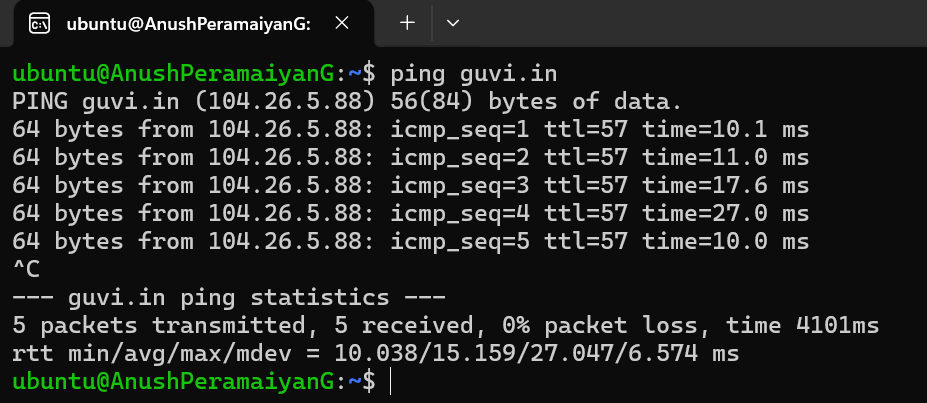 ubuntu@AnushPeramaiyanG:
ubuntu@AnushPeramaiyanG:~$ ping guvi.in
PING guvi.in (104.26.5.88) 56(84) bytes of data.
64 bytes from 104.26.5.88: icmp_seq=1 ttl=57 time=10.1 ms
64 bytes from 104.26.5.88: icmp_seq=2 ttl=57 time=11.0 ms
64 bytes from 104.26.5.88: icmp_seq=3 ttl=57 time=17.6 ms
64 bytes from 104.26.5.88: icmp_seq=4 ttl=57 time=27.0 ms
64 bytes from 104.26.5.88: icmp_seq=5 ttl=57 time=10.0 ms
^C
--- guvi.in ping statistics ---
5 packets transmitted, 5 received, 0% packet loss, time 4101ms
rtt min/avg/max/mdev = 10.038/15.159/27.047/6.574 ms
ubuntu@AnushPeramaiyanG:~$